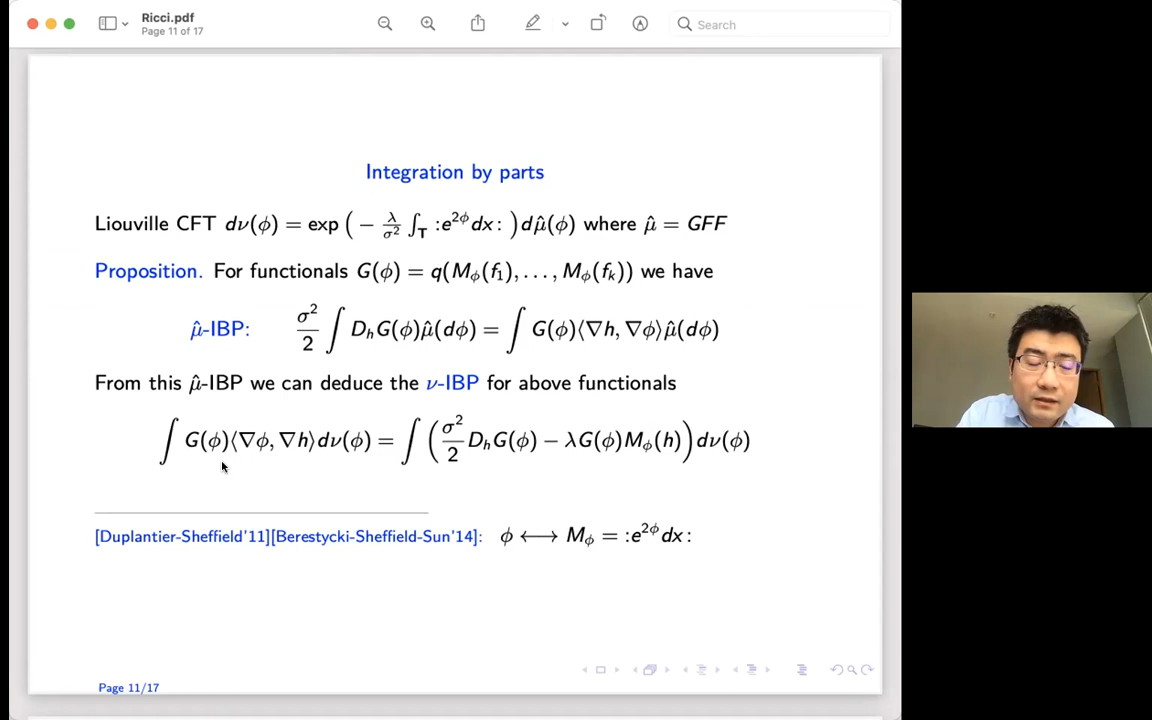 Ricci.pdf
Page 11 of 17
Search
Integration by parts
Liouville CFT dν(ϕ) = exp ( − λ/σ² ∫_T :e^{2ϕ}dx: ) dμ̂(ϕ) where μ̂ = GFF
Proposition. For functionals G(ϕ) = q(M_ϕ(f₁), . . . , M_ϕ(f_k)) we have
μ̂-IBP: σ²/2 ∫ D_hG(ϕ)μ̂(dϕ) = ∫ G(ϕ)⟨∇h, ∇ϕ⟩μ̂(dϕ)
From this μ̂-IBP we can deduce the ν-IBP for above functionals
∫ G(ϕ)⟨∇ϕ, ∇h⟩dν(ϕ) = ∫ ( σ²/2 D_hG(ϕ) − λG(ϕ)M_ϕ(h) ) dν(ϕ)
[Duplantier-Sheffield'11][Berestycki-Sheffield-Sun'14]: ϕ ⟷ M_ϕ = :e^{2ϕ}dx:
Page 11/17